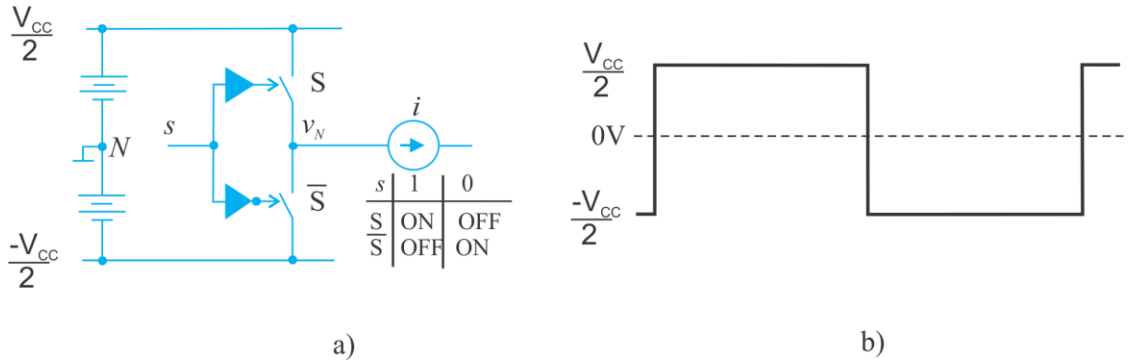 V_CC/2
S
i
s
N
v_N
S̅
s 1 0
S ON OFF
S̅ OFF ON
-V_CC/2
a)
V_CC/2
0V
-V_CC/2
b)